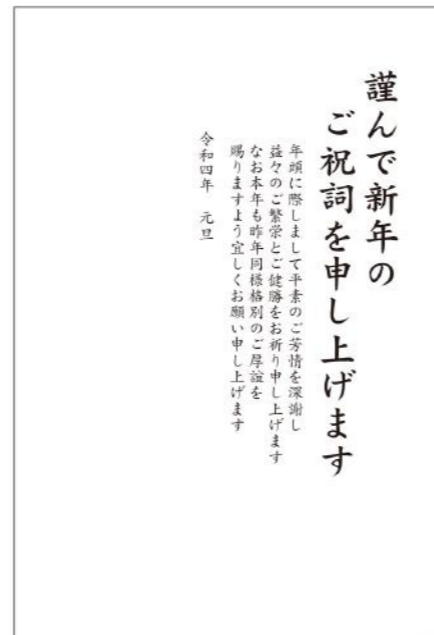 謹んで新年の
ご祝詞を申し上げます
年頭に際しまして平素のご芳情を深謝し
益々のご繁栄とご健勝をお祈り申し上げます
なお本年も昨年同様格別のご厚誼を
賜りますよう宜しくお願い申し上げます
令和四年 元旦